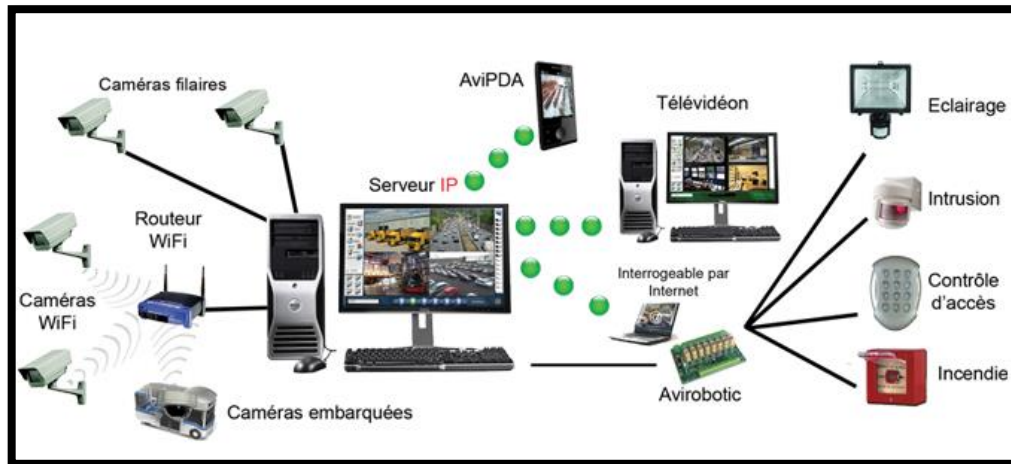 Caméras filaires
AviPDA
Télévidéon
Eclairage
Serveur IP
Intrusion
Routeur
WiFi
Interrogeable par
Internet
Contrôle
d'accès
Caméras
WiFi
Avirobotic
Incendie
Caméras embarquées